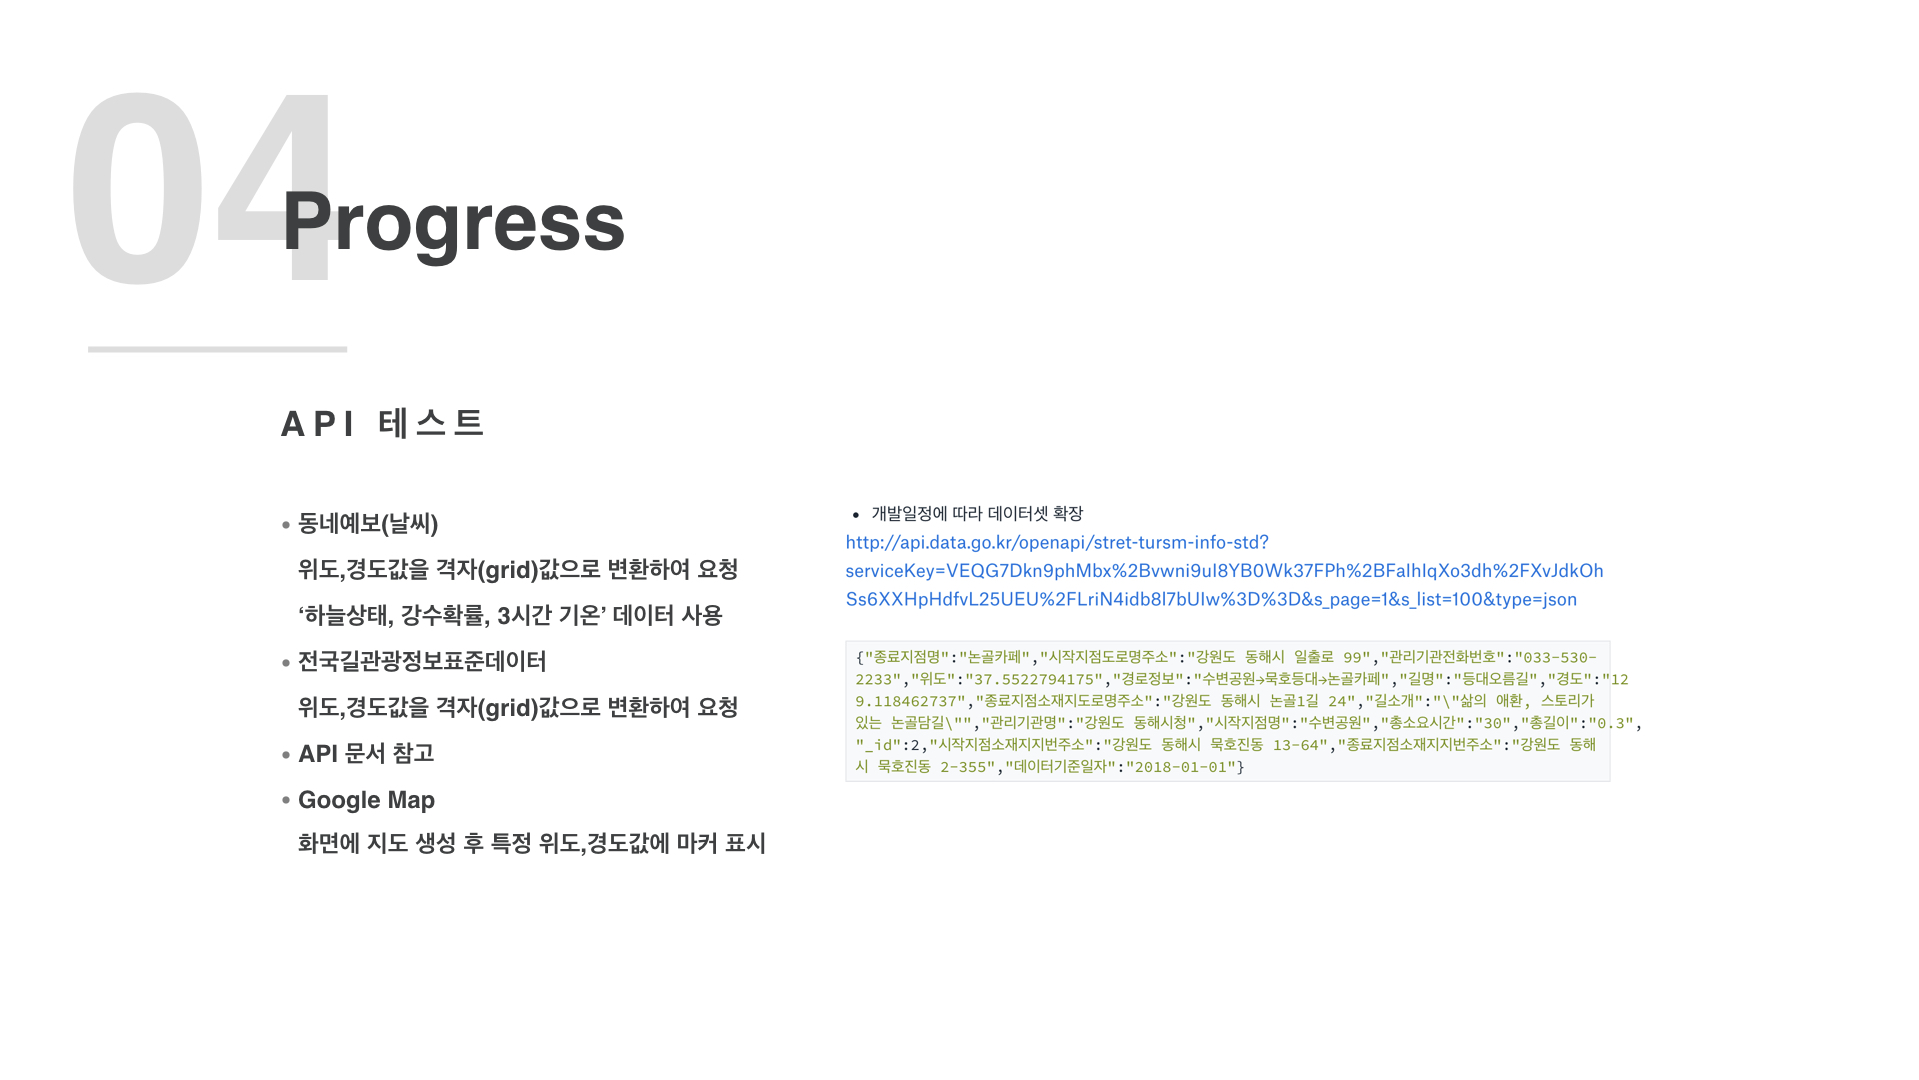 04
Progress
API 테스트
• 동네예보(날씨)
위도,경도값을 격자(grid)값으로 변환하여 요청
‘하늘상태, 강수확률, 3시간 기온’ 데이터 사용
• 전국길관광정보표준데이터
위도,경도값을 격자(grid)값으로 변환하여 요청
• API 문서 참고
• Google Map
화면에 지도 생성 후 특정 위도,경도값에 마커 표시
• 개발일정에 따라 데이터셋 확장
http://api.data.go.kr/openapi/stret-tursm-info-std?
serviceKey=VEQG7Dkn9phMbx%2Bvwni9ul8YB0Wk37FPh%2BFalhIqXo3dh%2FXvJdkOh
Ss6XXHpHdfvL25UEU%2FLriN4idb8l7bUIw%3D%3D&s_page=1&s_list=100&type=json
{"종료지점명":"논골카페","시작지점도로명주소":"강원도 동해시 일출로 99","관리기관전화번호":"033-530-
2233","위도":"37.5522794175","경로정보":"수변공원→묵호등대→논골카페","길명":"등대오름길","경도":"12
9.118462737","종료지점소재지도로명주소":"강원도 동해시 논골1길 24","길소개":"\"삶의 애환, 스토리가
있는 논골담길\"","관리기관명":"강원도 동해시청","시작지점명":"수변공원","총소요시간":"30","총길이":"0.3",
"_id":2,"시작지점소재지지번주소":"강원도 동해시 묵호진동 13-64","종료지점소재지지번주소":"강원도 동해
시 묵호진동 2-355","데이터기준일자":"2018-01-01"}